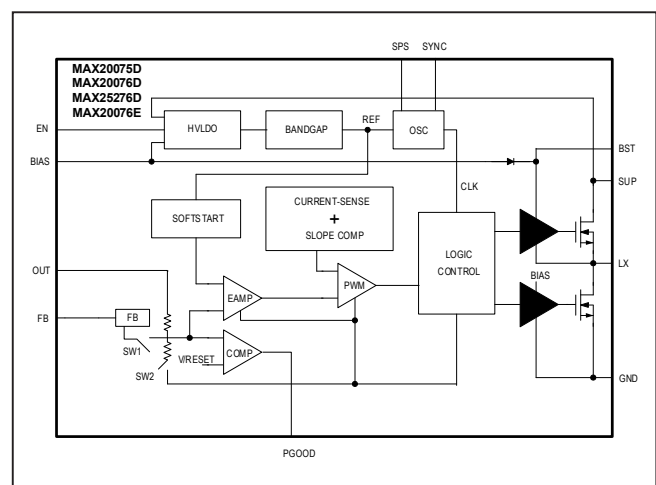 SPS SYNC
MAX20075D
MAX20076D
MAX25276D
MAX20076E
REF
EN
HVLDO
BANDGAP
OSC
BIAS
BST
CLK
SUP
SOFTSTART
CURRENT-SENSE
+
SLOPE COMP
LOGIC
CONTROL
OUT
LX
EAMP
PWM
BIAS
FB
FB
SW1
V/RESET
COMP
SW2
GND
PGOOD